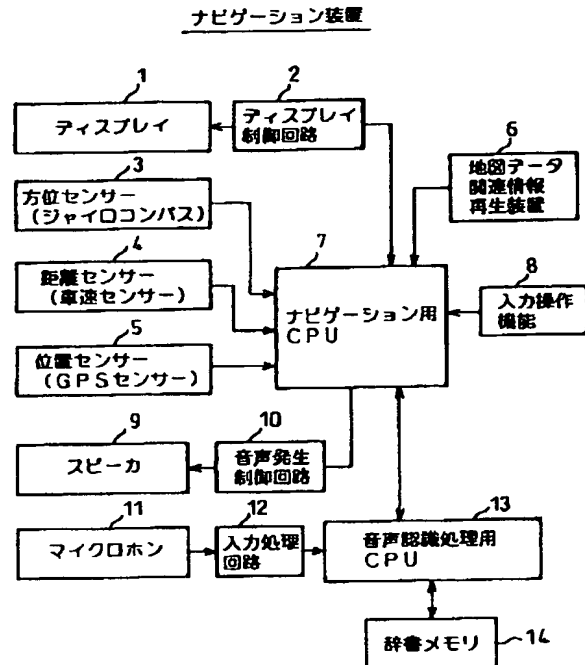 ナビゲーション装置
1
ディスプレイ
2
ディスプレイ
制御回路
3
方位センサー
(ジャイロコンパス)
4
距離センサー
(車速センサー)
5
位置センサー
(GPSセンサー)
6
地図データ
関連情報
再生装置
7
ナビゲーション用
CPU
8
入力操作
機能
9
スピーカ
10
音声発生
制御回路
11
マイクロホン
12
入力処理
回路
13
音声認識処理用
CPU
辞書メモリ
14